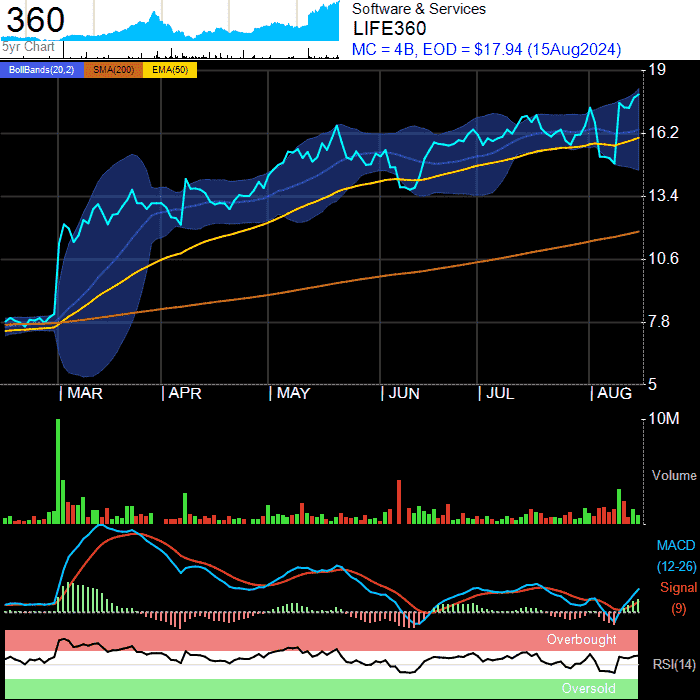 360
5yr Chart
Software & Services
LIFE360
MC = 4B, EOD = $17.94 (15Aug2024)
BollBands(20,2) SMA(200) EMA(50)
19
16.2
13.4
10.6
7.8
5
MAR APR MAY JUN JUL AUG
10M
Volume
MACD
(12-26)
Signal
(9)
Overbought
RSI(14)
Oversold